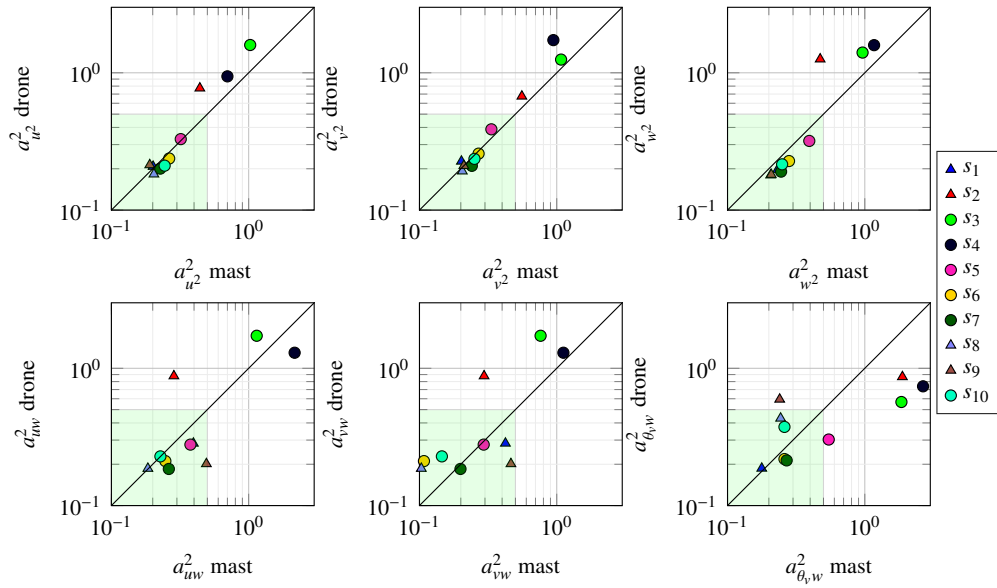 10⁰
10⁻¹
10⁻¹ 10⁰
a²_{u²} drone
a²_{u²} mast
10⁰
10⁻¹
10⁻¹ 10⁰
a²_{v²} drone
a²_{v²} mast
10⁰
10⁻¹
10⁻¹ 10⁰
a²_{w²} drone
a²_{w²} mast
10⁰
10⁻¹
10⁻¹ 10⁰
a²_{uw} drone
a²_{uw} mast
10⁰
10⁻¹
10⁻¹ 10⁰
a²_{vw} drone
a²_{vw} mast
10⁰
10⁻¹
10⁻¹ 10⁰
a²_{θᵥw} drone
a²_{θᵥw} mast
s₁
s₂
s₃
s₄
s₅
s₆
s₇
s₈
s₉
s₁₀